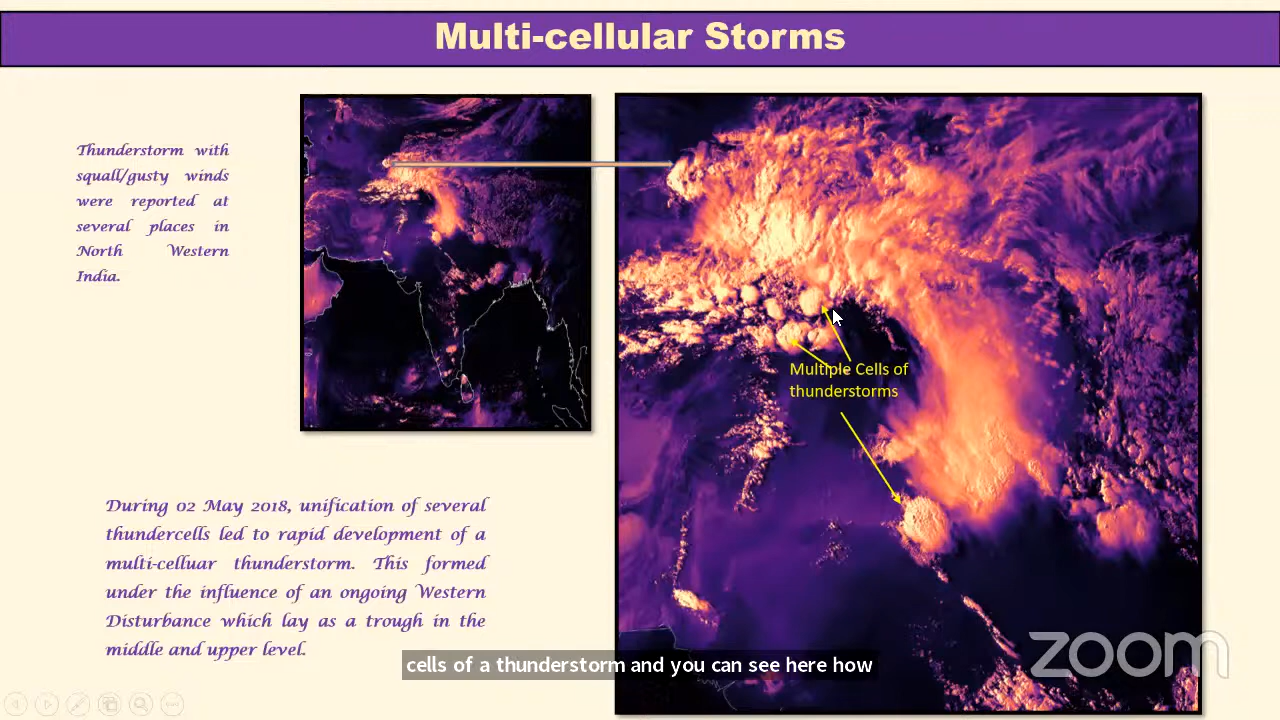 Multi-cellular Storms
Thunderstorm with
squall/gusty winds
were reported at
several places in
North Western
India.
Multiple Cells of
thunderstorms
During 02 May 2018, unification of several
thundercells led to rapid development of a
multi-celluar thunderstorm. This formed
under the influence of an ongoing Western
Disturbance which lay as a trough in the
middle and upper level.
cells of a thunderstorm and you can see here how
zoom